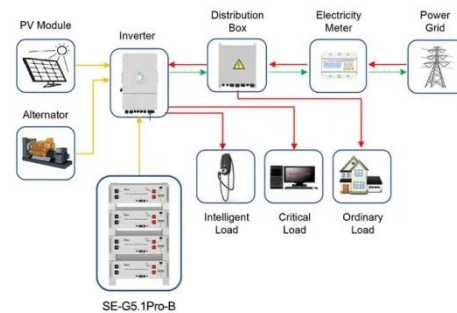 PV Module
Inverter
Distribution
Box
Electricity
Meter
Power
Grid
Alternator
Intelligent
Load
Critical
Load
Ordinary
Load
SE-G5.1Pro-B